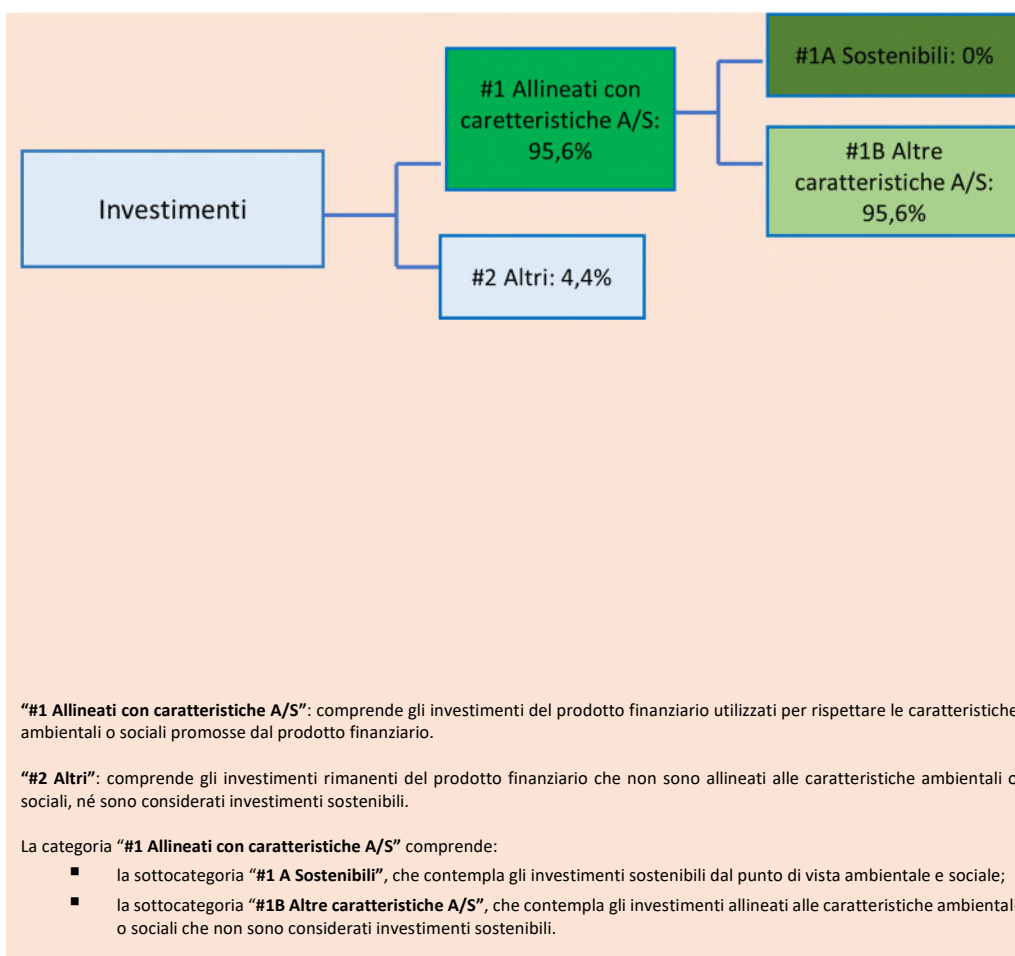 #1A Sostenibili: 0%
#1 Allineati con
caretteristiche A/S:
95,6%
#1B Altre
caratteristiche A/S:
95,6%
Investimenti
#2 Altri: 4,4%
“#1 Allineati con caratteristiche A/S”: comprende gli investimenti del prodotto finanziario utilizzati per rispettare le caratteristiche
ambientali o sociali promosse dal prodotto finanziario.
“#2 Altri”: comprende gli investimenti rimanenti del prodotto finanziario che non sono allineati alle caratteristiche ambientali o
sociali, né sono considerati investimenti sostenibili.
La categoria “#1 Allineati con caratteristiche A/S” comprende:
▪ la sottocategoria “#1 A Sostenibili”, che contempla gli investimenti sostenibili dal punto di vista ambientale e sociale;
▪ la sottocategoria “#1B Altre caratteristiche A/S”, che contempla gli investimenti allineati alle caratteristiche ambientali
o sociali che non sono considerati investimenti sostenibili.